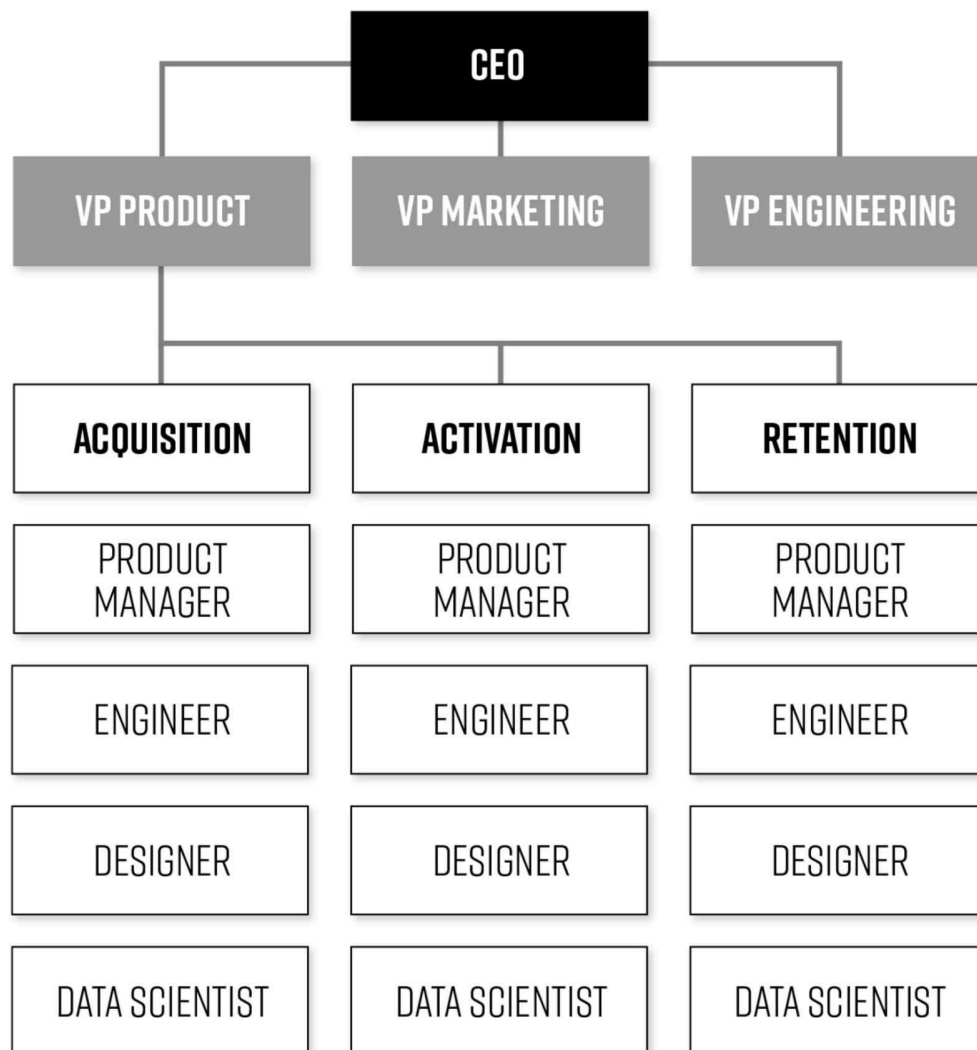 CEO
VP PRODUCT
VP MARKETING
VP ENGINEERING
ACQUISITION
ACTIVATION
RETENTION
PRODUCT
MANAGER
PRODUCT
MANAGER
PRODUCT
MANAGER
ENGINEER
ENGINEER
ENGINEER
DESIGNER
DESIGNER
DESIGNER
DATA SCIENTIST
DATA SCIENTIST
DATA SCIENTIST